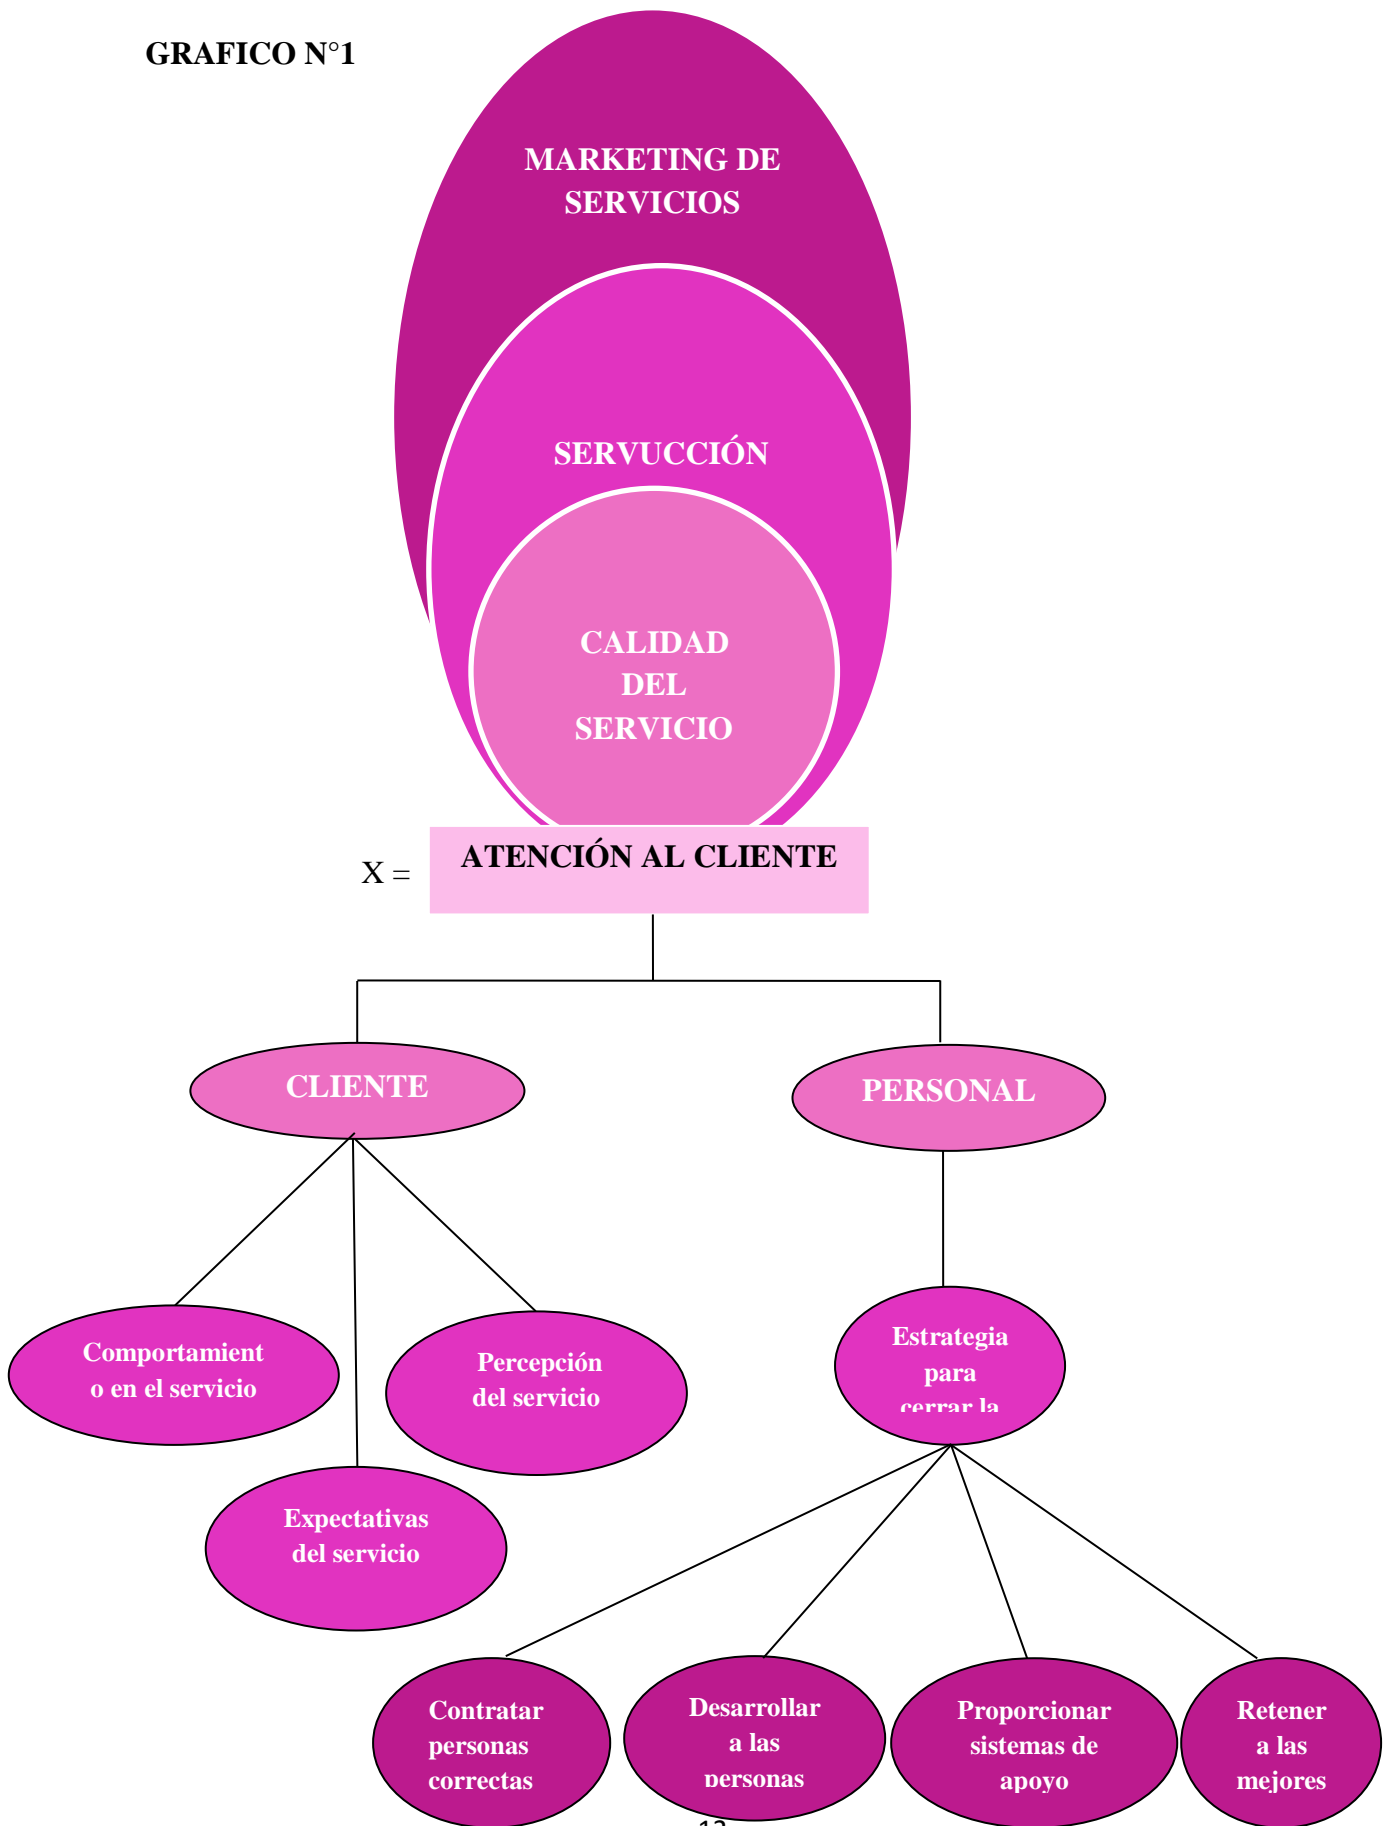 GRAFICO N°1
MARKETING DE
SERVICIOS
SERVUCCIÓN
CALIDAD
DEL
SERVICIO
X =
ATENCIÓN AL CLIENTE
CLIENTE
PERSONAL
Comportamient
o en el servicio
Percepción
del servicio
Expectativas
del servicio
Estrategia
para
cerrar la
Contratar
personas
correctas
Desarrollar
a las
personas
Proporcionar
sistemas de
apoyo
Retener
a las
mejores